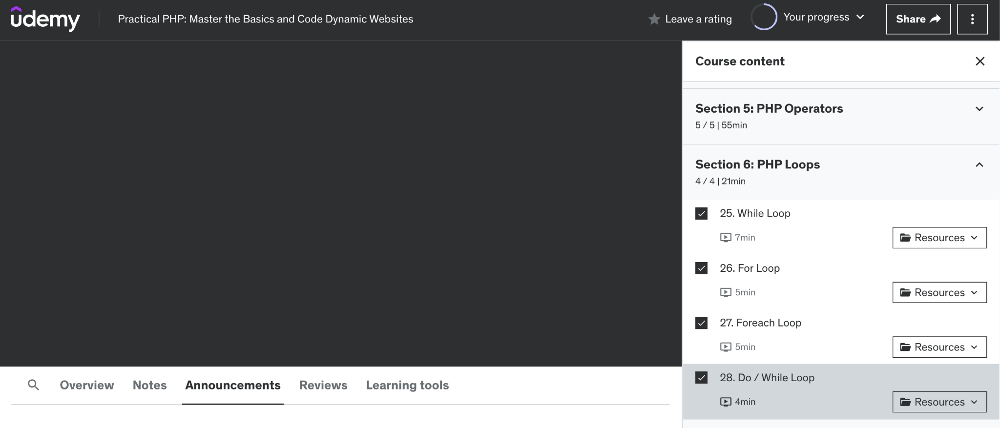 udemy
Practical PHP: Master the Basics and Code Dynamic Websites
Leave a rating
Your progress
Share
Course content
Section 5: PHP Operators
5 / 5 | 55min
Section 6: PHP Loops
4 / 4 | 21min
25. While Loop
7min
Resources
26. For Loop
5min
Resources
27. Foreach Loop
5min
Resources
28. Do / While Loop
4min
Resources
Overview
Notes
Announcements
Reviews
Learning tools